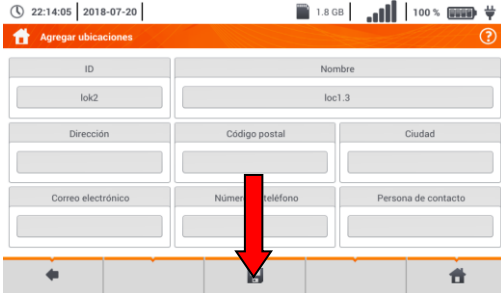 22:14:05 2018-07-20 1.8 GB 100 %
Agregar ubicaciones
ID Nombre
lok2 loc1.3
Dirección Código postal Ciudad
Correo electrónico Número teléfono Persona de contacto